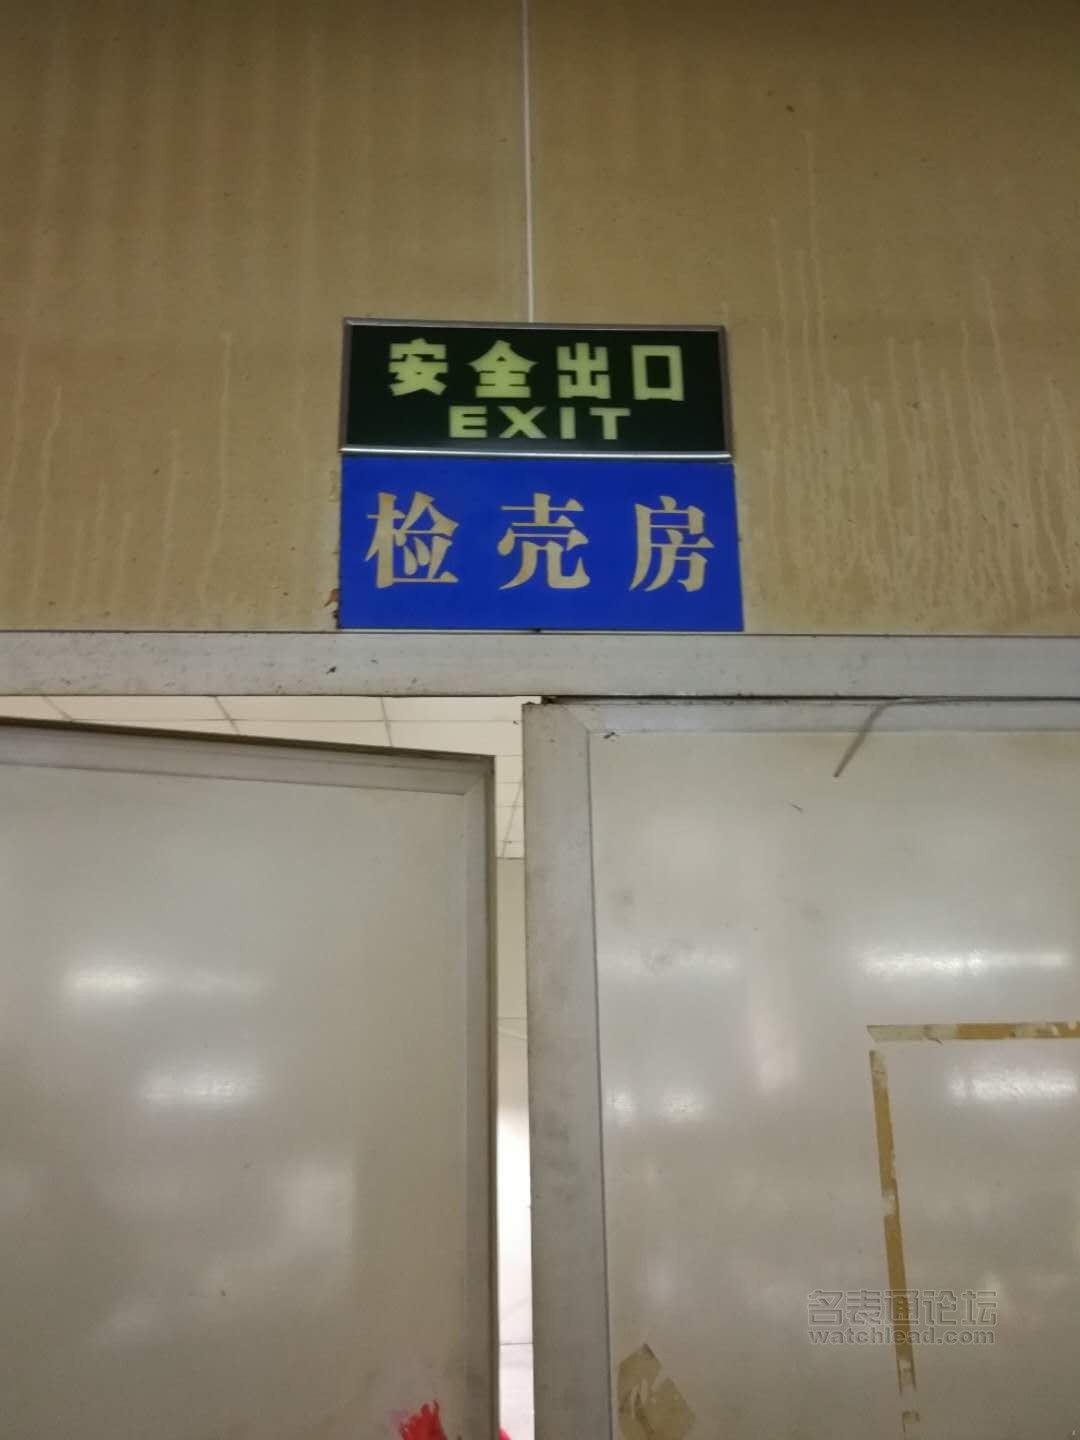 安全出口
EXIT
检壳房
名表通论坛
watchlead.com